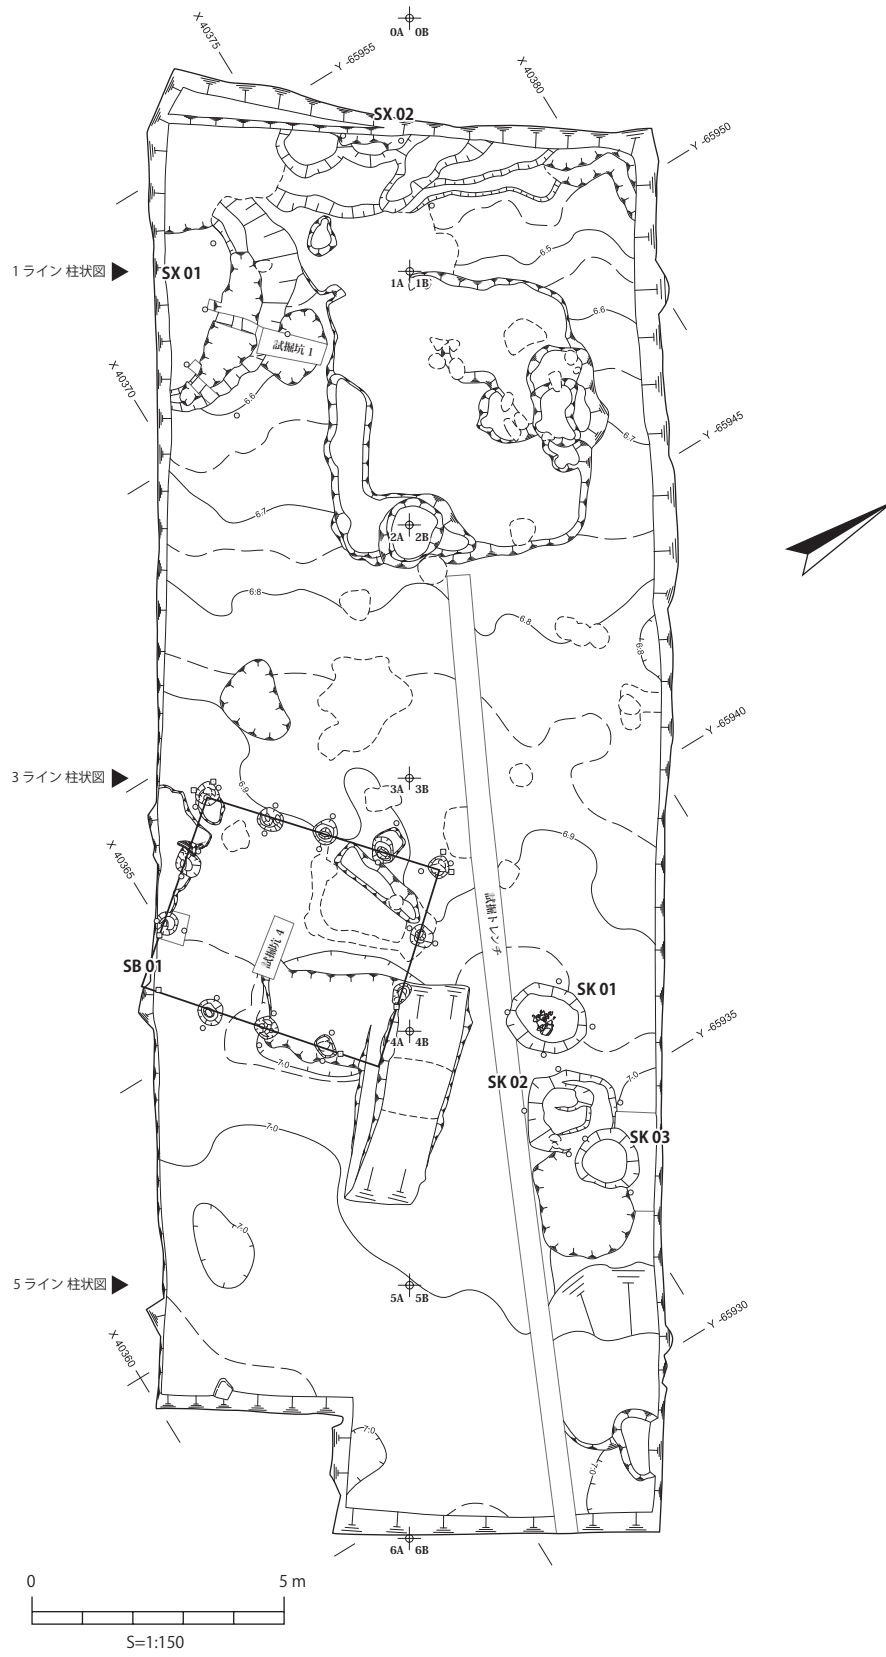 0A 0B
X 40375
Y -65955
X 40380
SX 02
Y -65950
6.5
1ライン 柱状図
SX 01
1A 1B
6.6
試掘坑 1
X 40370
6.6
Y -65945
6.7
6.7
2A 2B
6.8
6.8
6.8
Y -65940
3ライン 柱状図
6.9
3A 3B
X 40365
6.9
試掘トレンチ
試掘坑 4
SB 01
SK 01
Y -65935
4A 4B
7.0
SK 02
7.0
7.0
SK 03
7.0
5ライン 柱状図
5A 5B
Y -65930
X 40360
7.0
7.0
6A 6B
0 5 m
S=1:150